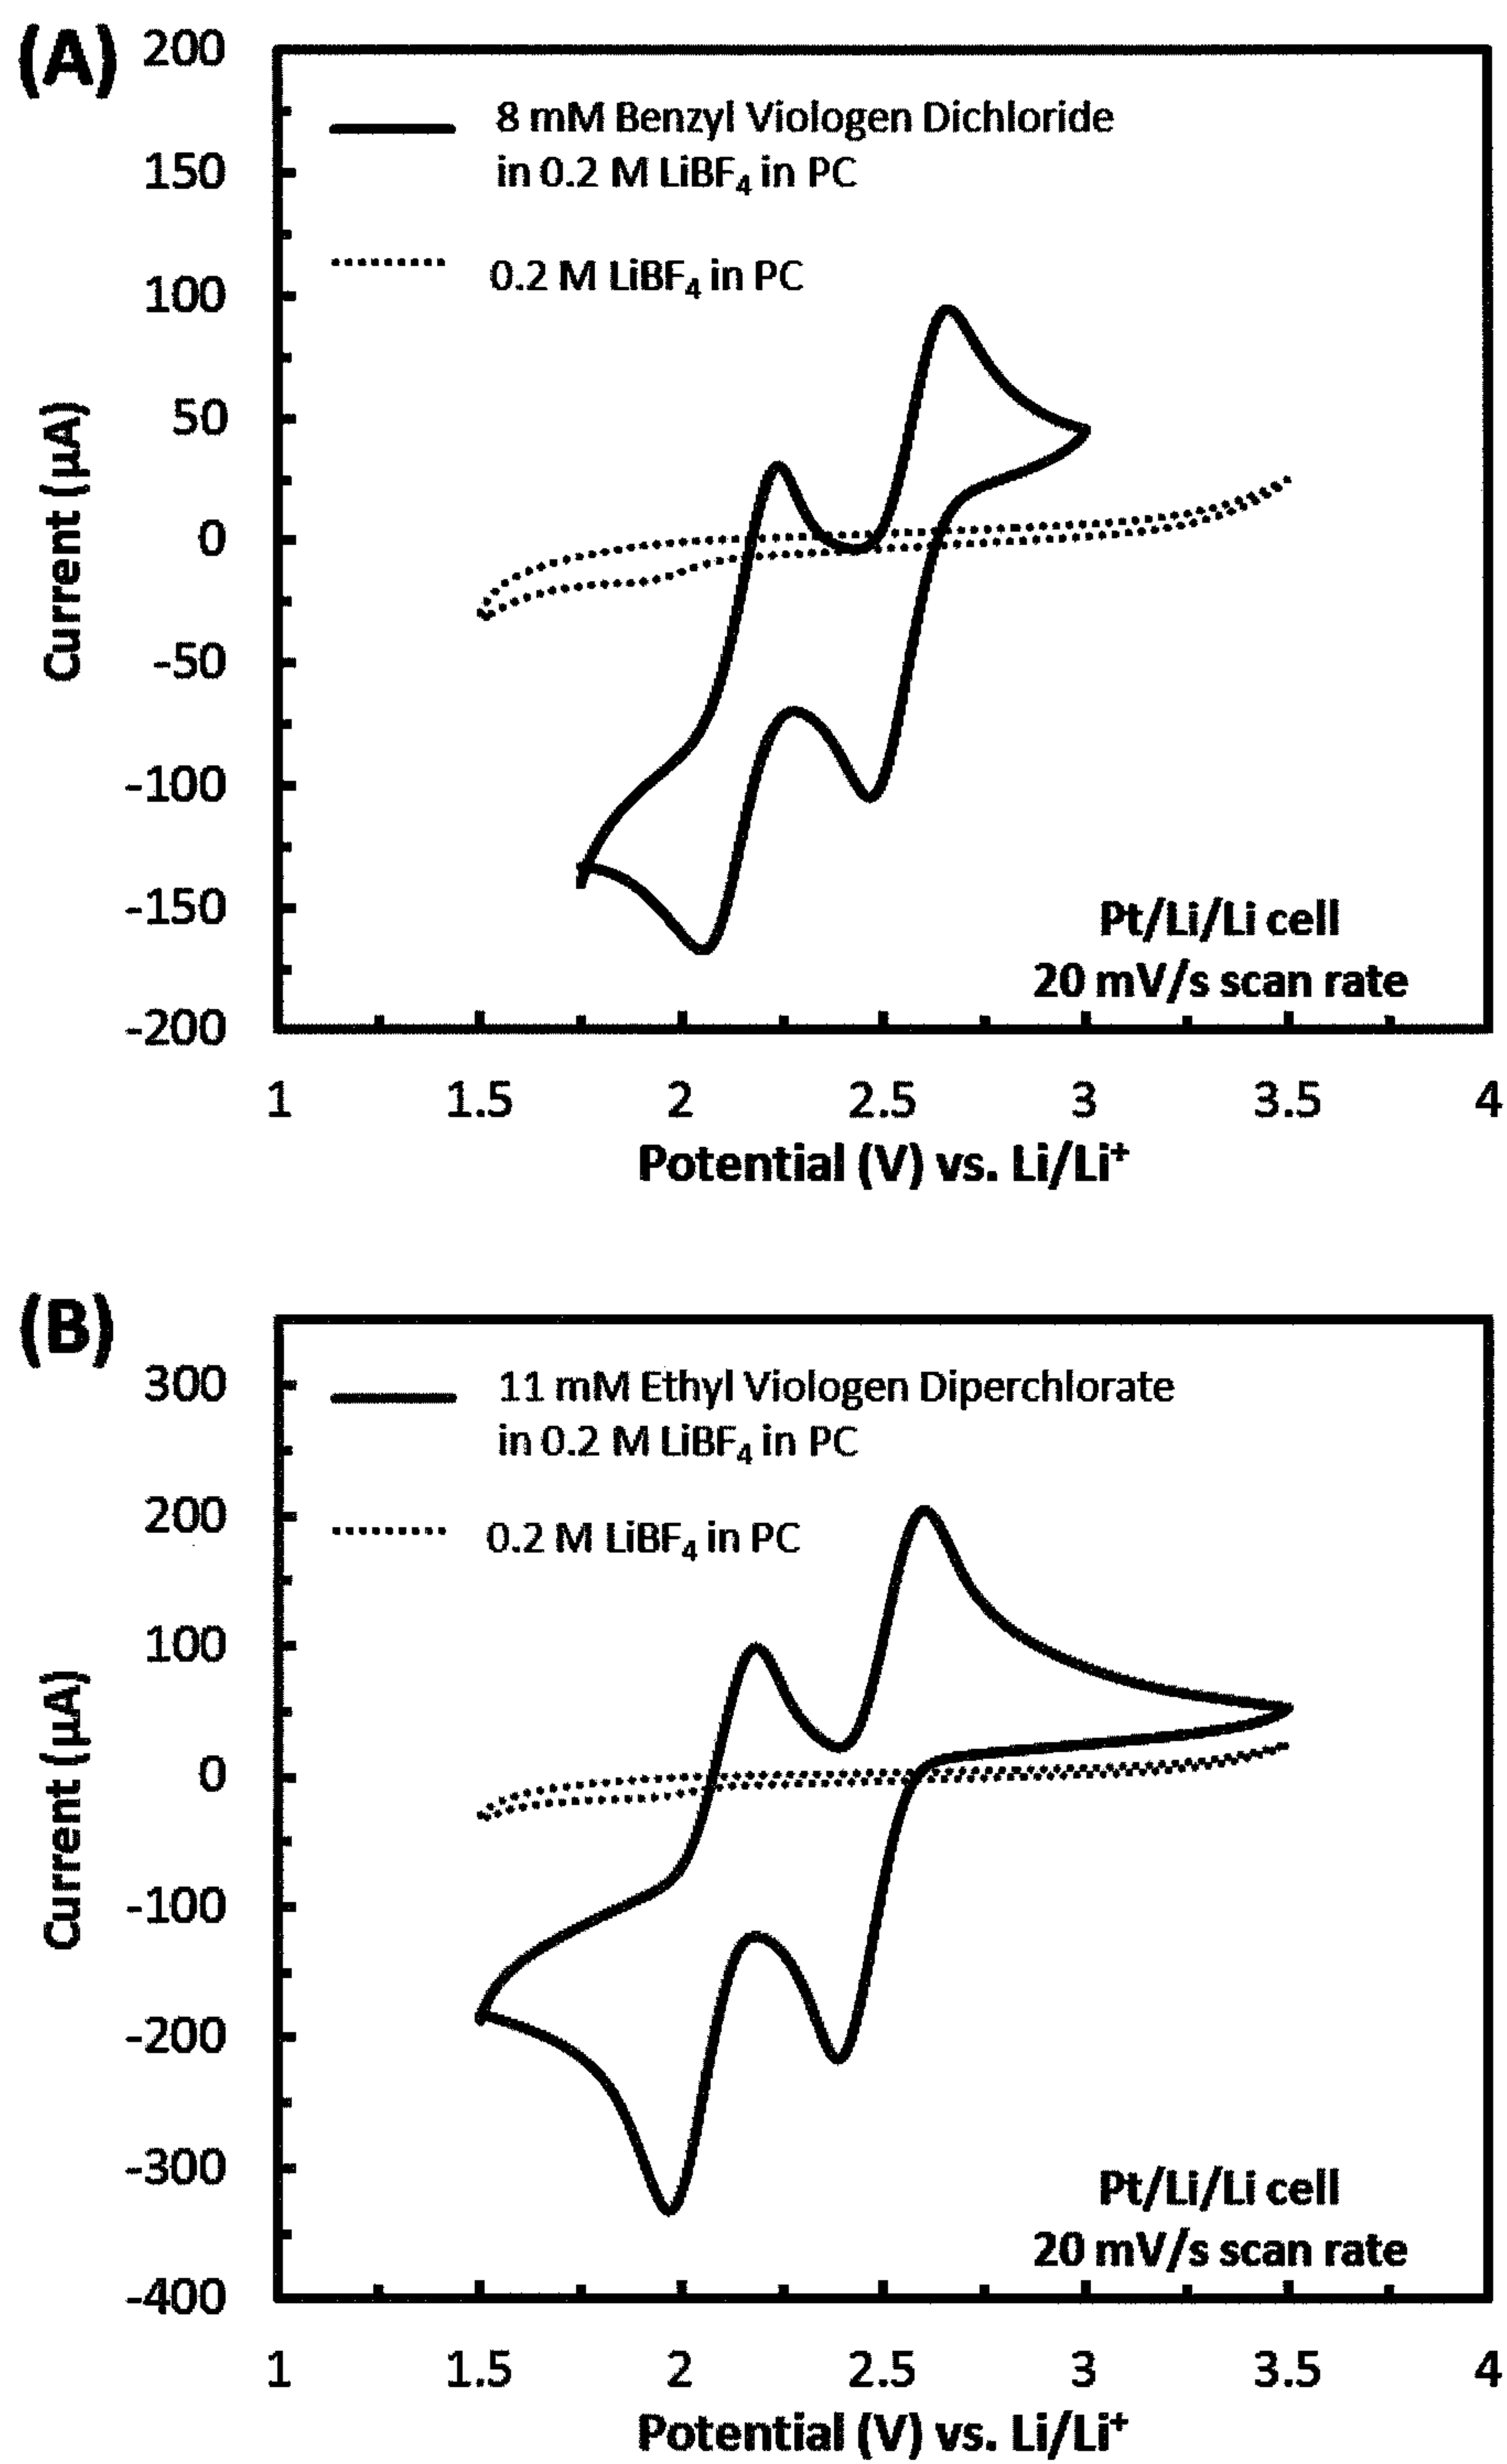 (A)
200
8 mM Benzyl Viologen Dichloride
in 0.2 M LiBF₄ in PC
150
0.2 M LiBF₄ in PC
100
50
0
-50
-100
-150
-200
Current (µA)
Pt/Li/Li cell
20 mV/s scan rate
1 1.5 2 2.5 3 3.5 4
Potential (V) vs. Li/Li⁺
(B)
300
11 mM Ethyl Viologen Diperchlorate
in 0.2 M LiBF₄ in PC
200
0.2 M LiBF₄ in PC
100
0
-100
-200
-300
-400
Current (µA)
Pt/Li/Li cell
20 mV/s scan rate
1 1.5 2 2.5 3 3.5 4
Potential (V) vs. Li/Li⁺